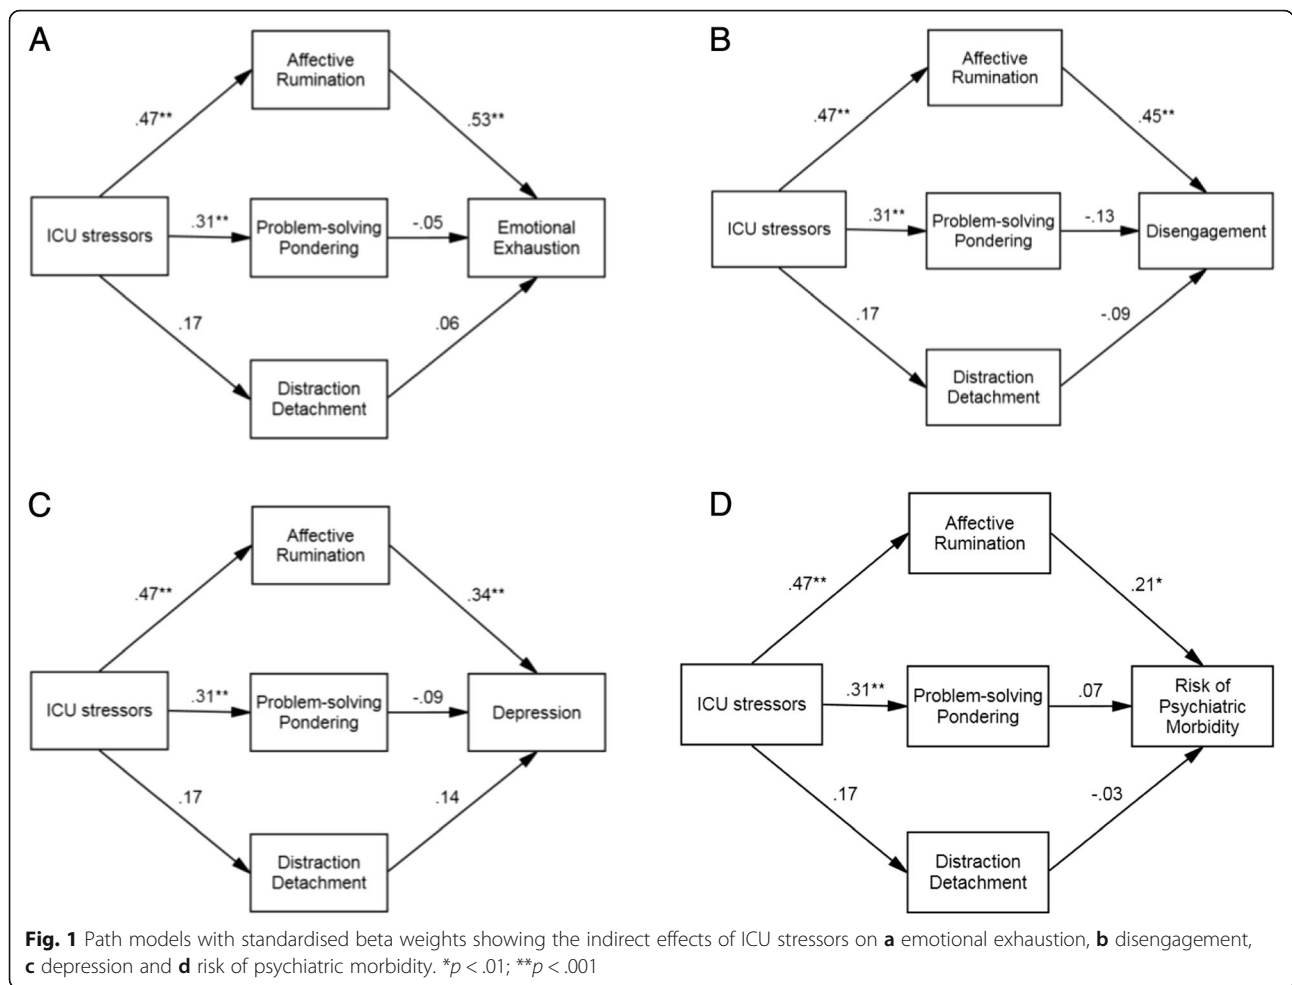 A
Affective
Rumination
.47**
.53**
ICU stressors
.31**
Problem-solving
Pondering
-.05
Emotional
Exhaustion
.17
.06
Distraction
Detachment
B
Affective
Rumination
.47**
.45**
ICU stressors
.31**
Problem-solving
Pondering
-.13
Disengagement
.17
-.09
Distraction
Detachment
C
Affective
Rumination
.47**
.34**
ICU stressors
.31**
Problem-solving
Pondering
-.09
Depression
.17
.14
Distraction
Detachment
D
Affective
Rumination
.47**
.21*
ICU stressors
.31**
Problem-solving
Pondering
.07
Risk of
Psychiatric
Morbidity
.17
-.03
Distraction
Detachment
Fig. 1 Path models with standardised beta weights showing the indirect effects of ICU stressors on a emotional exhaustion, b disengagement,
c depression and d risk of psychiatric morbidity. *p < .01; **p < .001